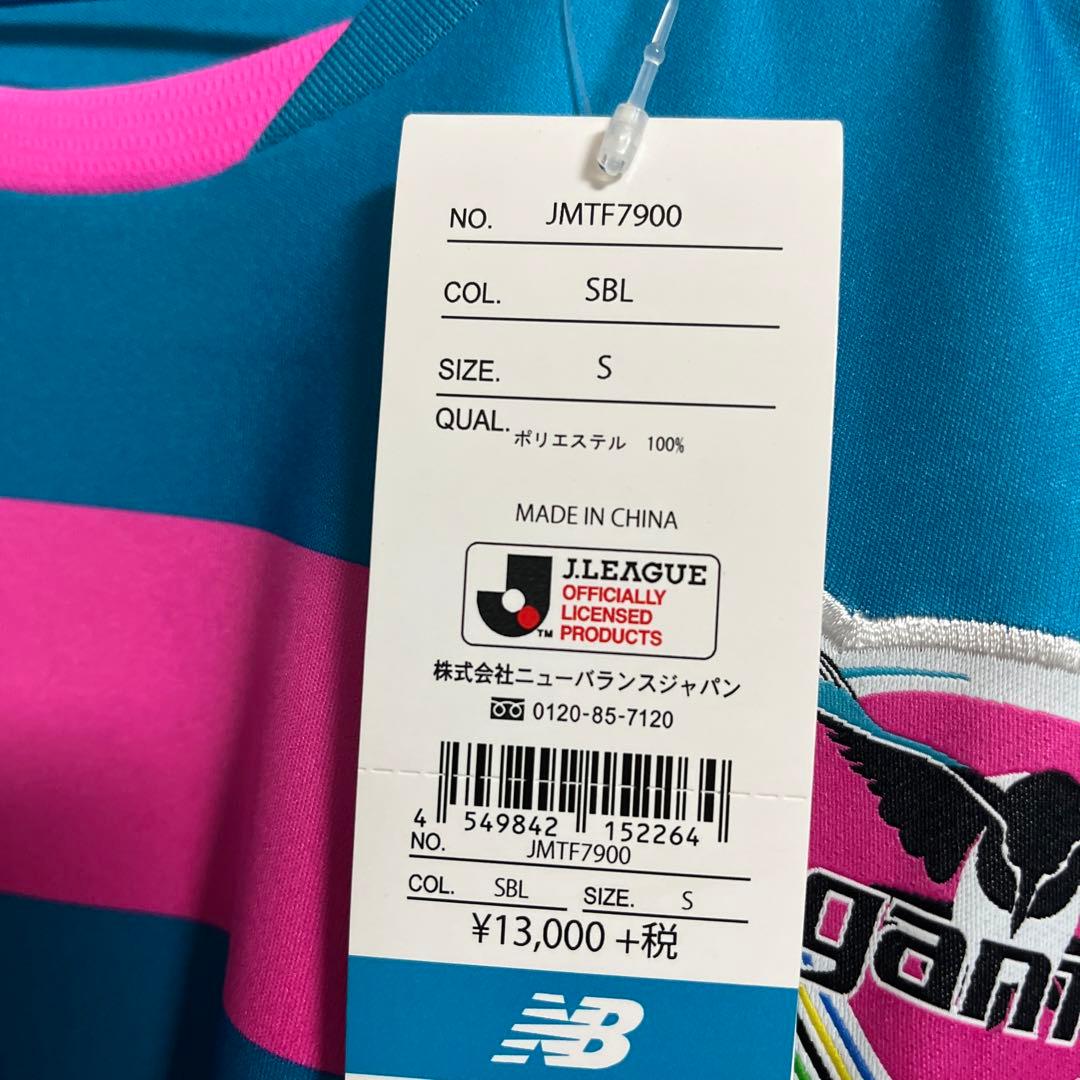 NO. JMTF7900
COL. SBL
SIZE. S
QUAL. ポリエステル 100%
MADE IN CHINA
J.LEAGUE
OFFICIALLY
LICENSED
PRODUCTS
TM
株式会社ニューバランスジャパン
0120-85-7120
4 549842 152264
NO. JMTF7900
COL. SBL SIZE. S
¥13,000 +税
NB